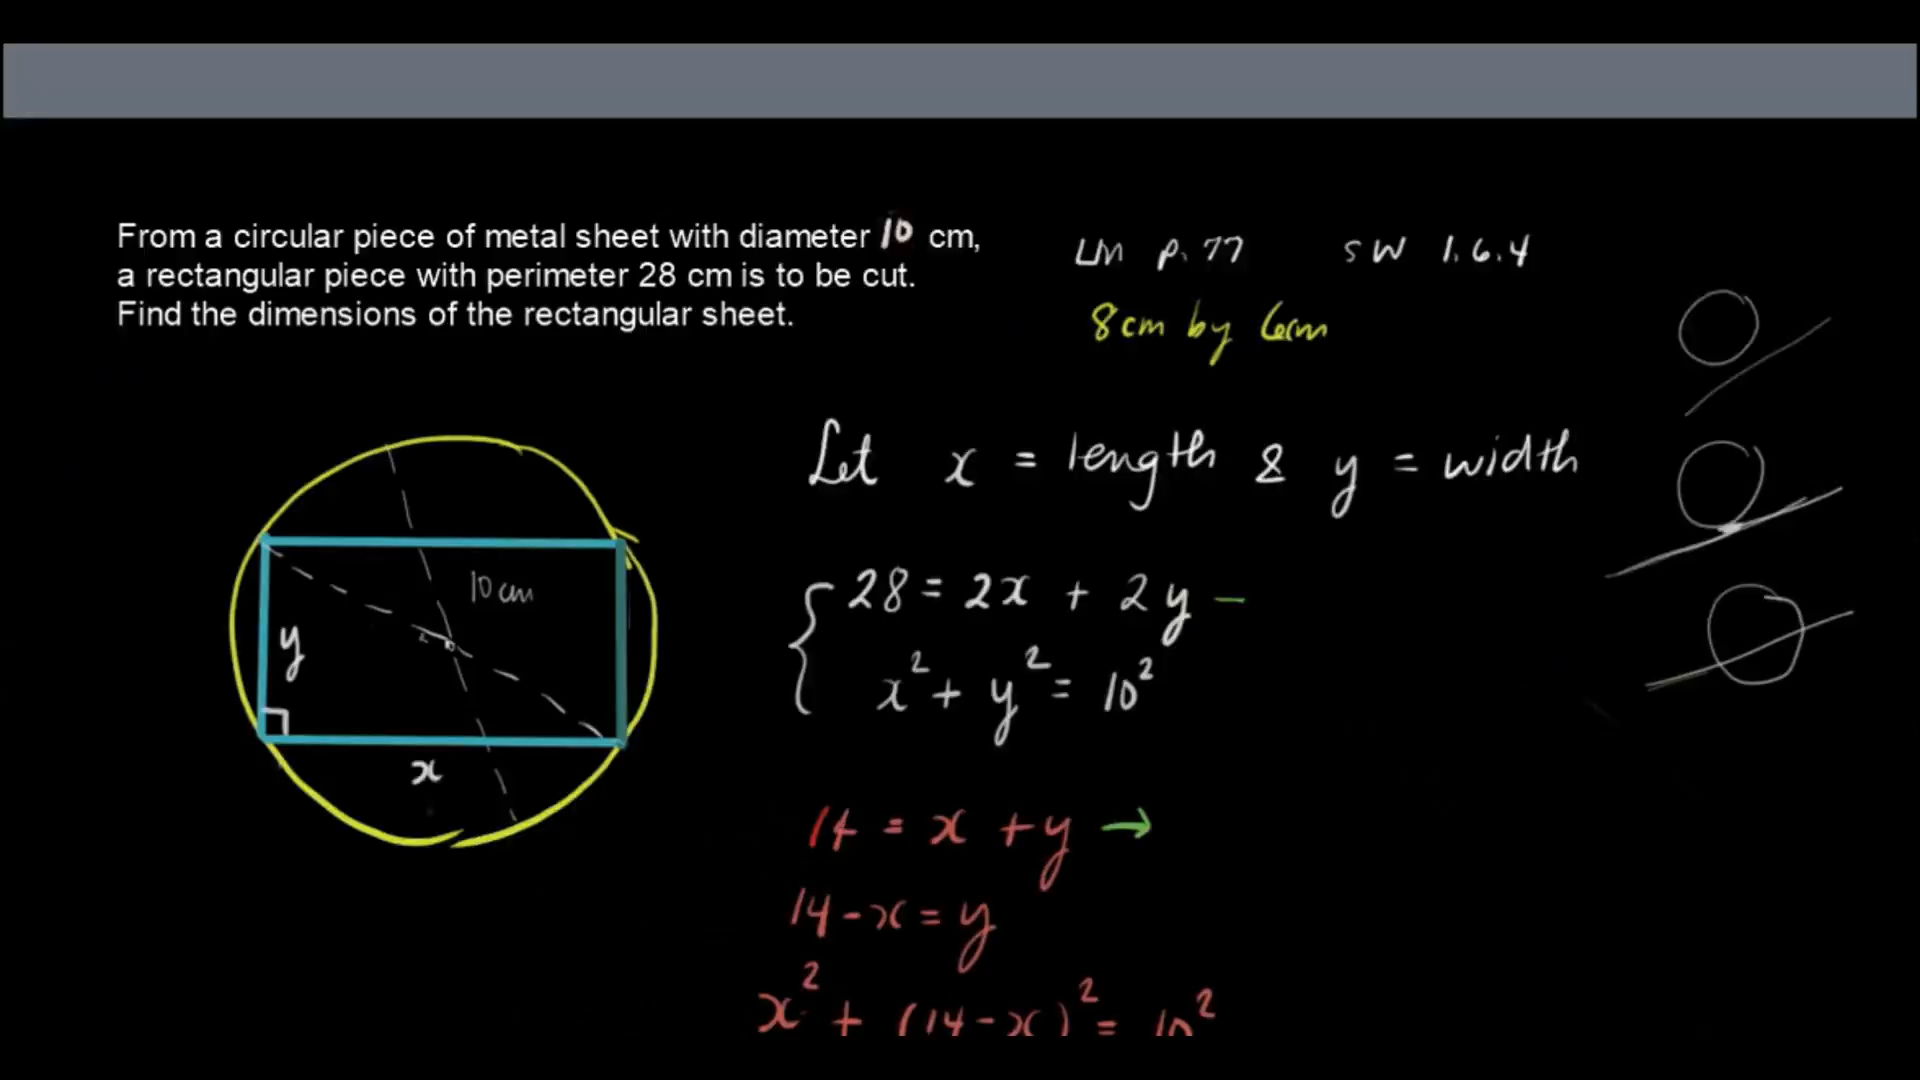 From a circular piece of metal sheet with diameter 10 cm,
a rectangular piece with perimeter 28 cm is to be cut.
Find the dimensions of the rectangular sheet.
LM p. 77 SW 1.6.4
8cm by 6cm
Let x = length & y = width
10 cm
28 = 2x + 2y
y
x² + y² = 10²
x
14 = x + y →
14 - x = y
x² + (14 - x)² = 10²